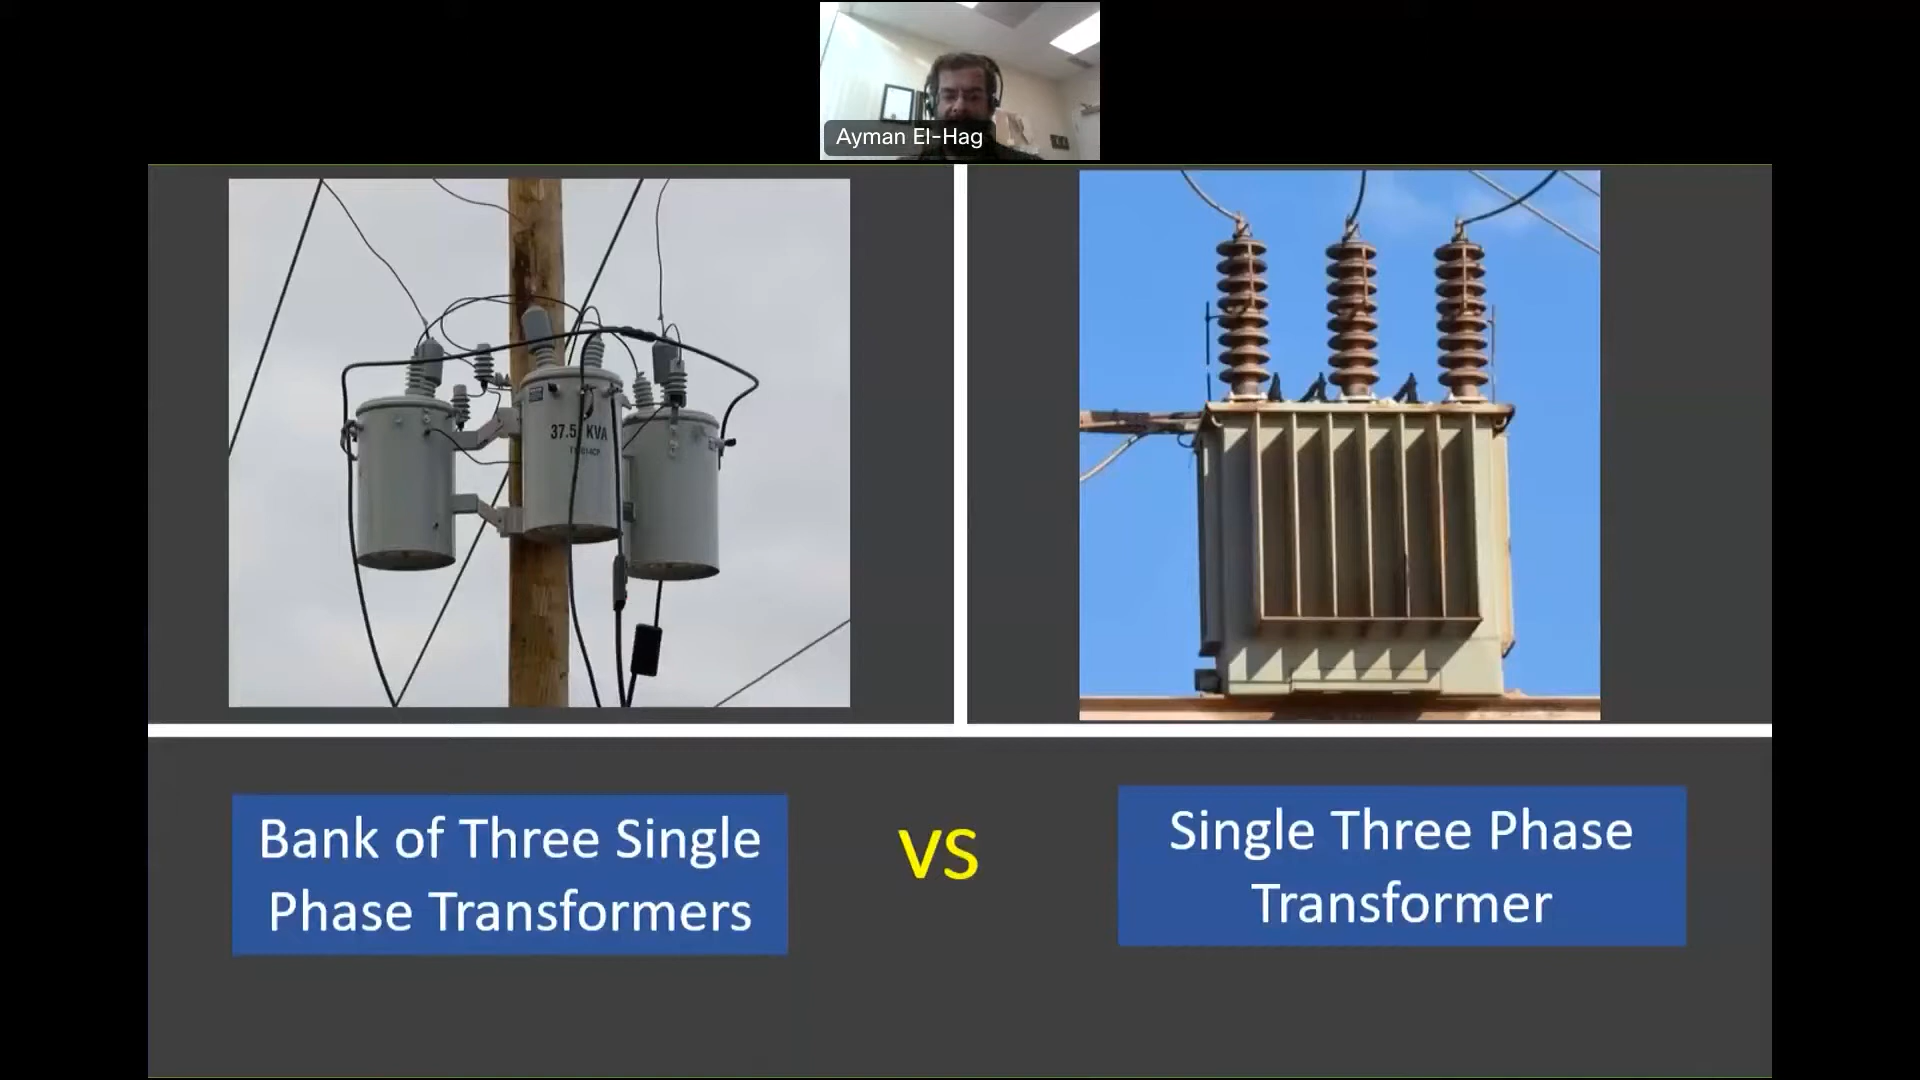 Ayman El-Hag
37.5 KVA
Bank of Three Single
Phase Transformers
VS
Single Three Phase
Transformer